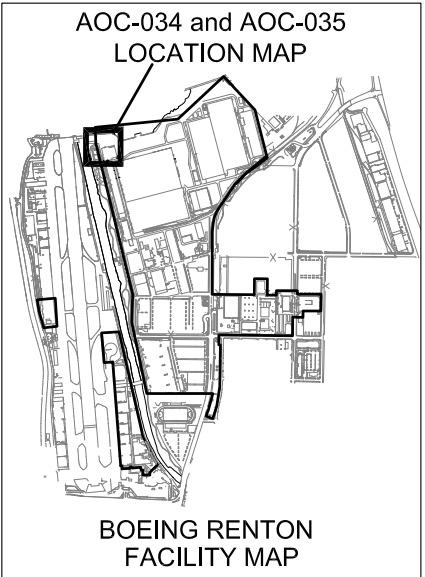 AOC-034 and AOC-035
LOCATION MAP
BOEING RENTON
FACILITY MAP